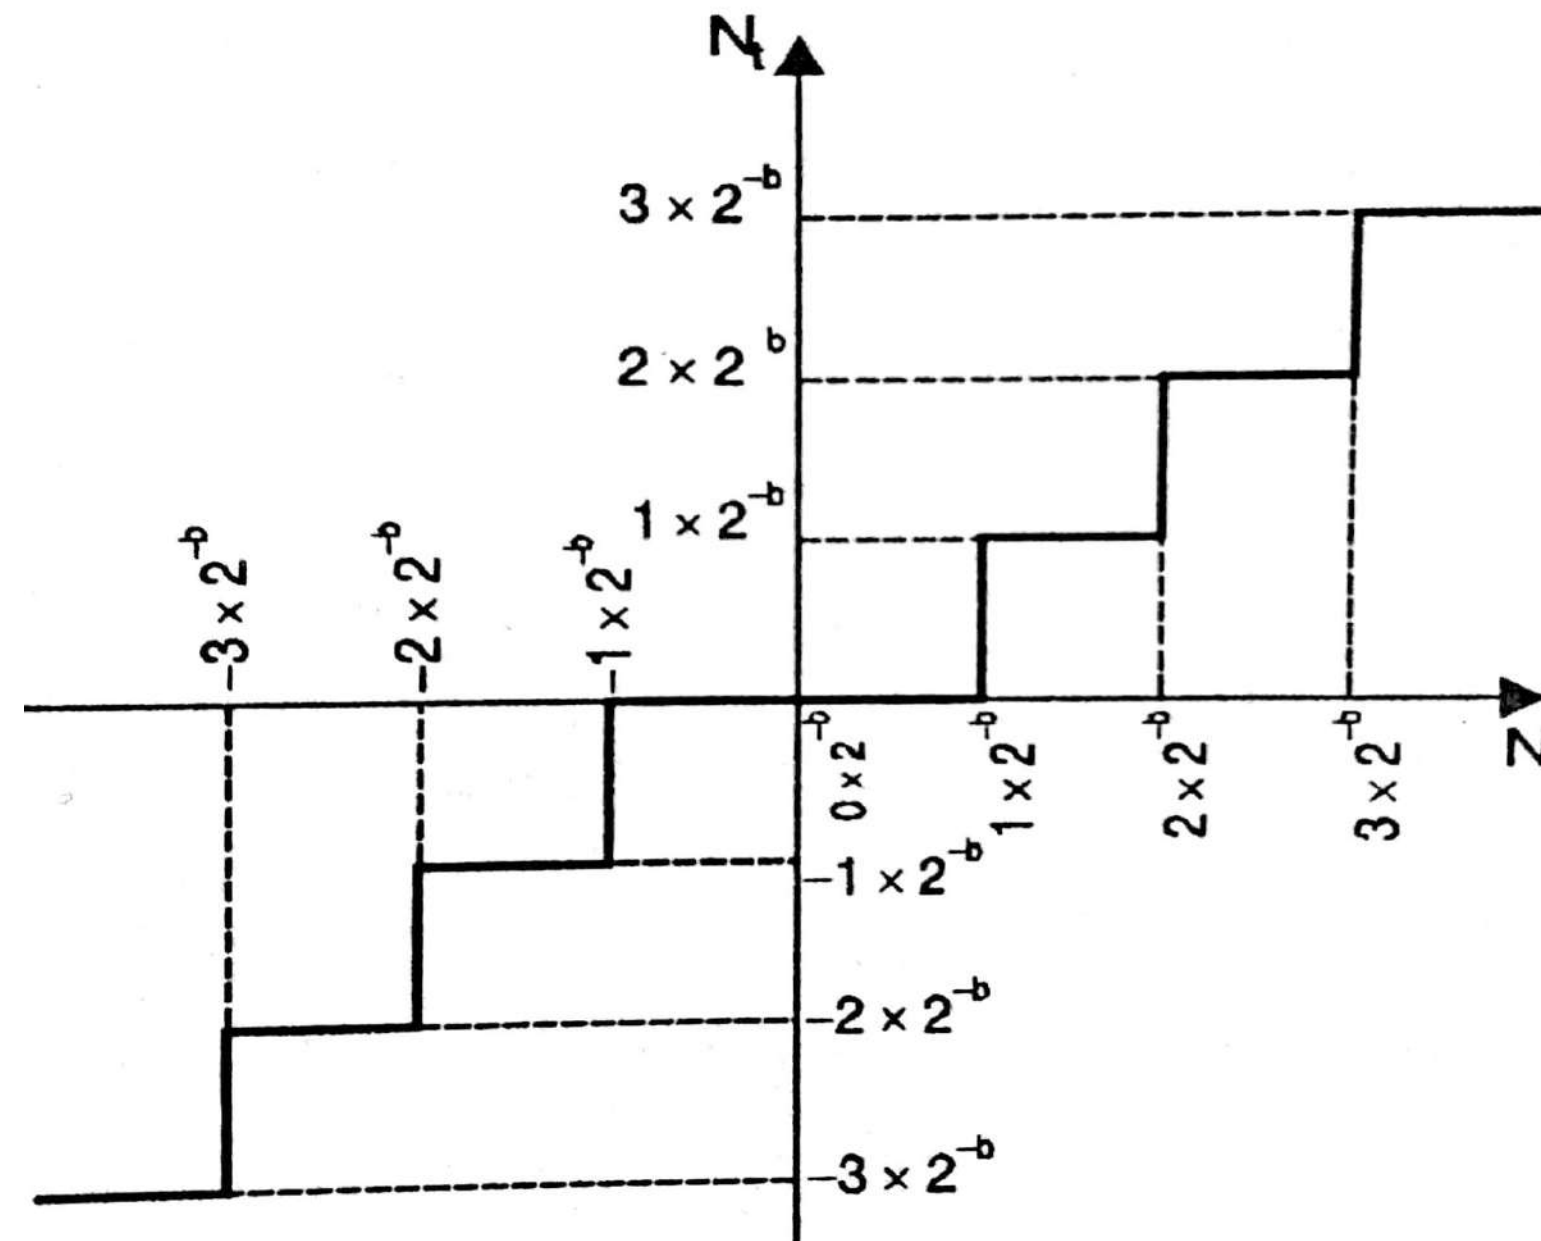 Nt
3 × 2^-b
2 × 2^b
1 × 2^-b
-3 × 2^-b
-2 × 2^-b
-1 × 2^-b
0 × 2^-b
1 × 2^-b
2 × 2^-b
3 × 2^-b
-1 × 2^-b
-2 × 2^-b
-3 × 2^-b